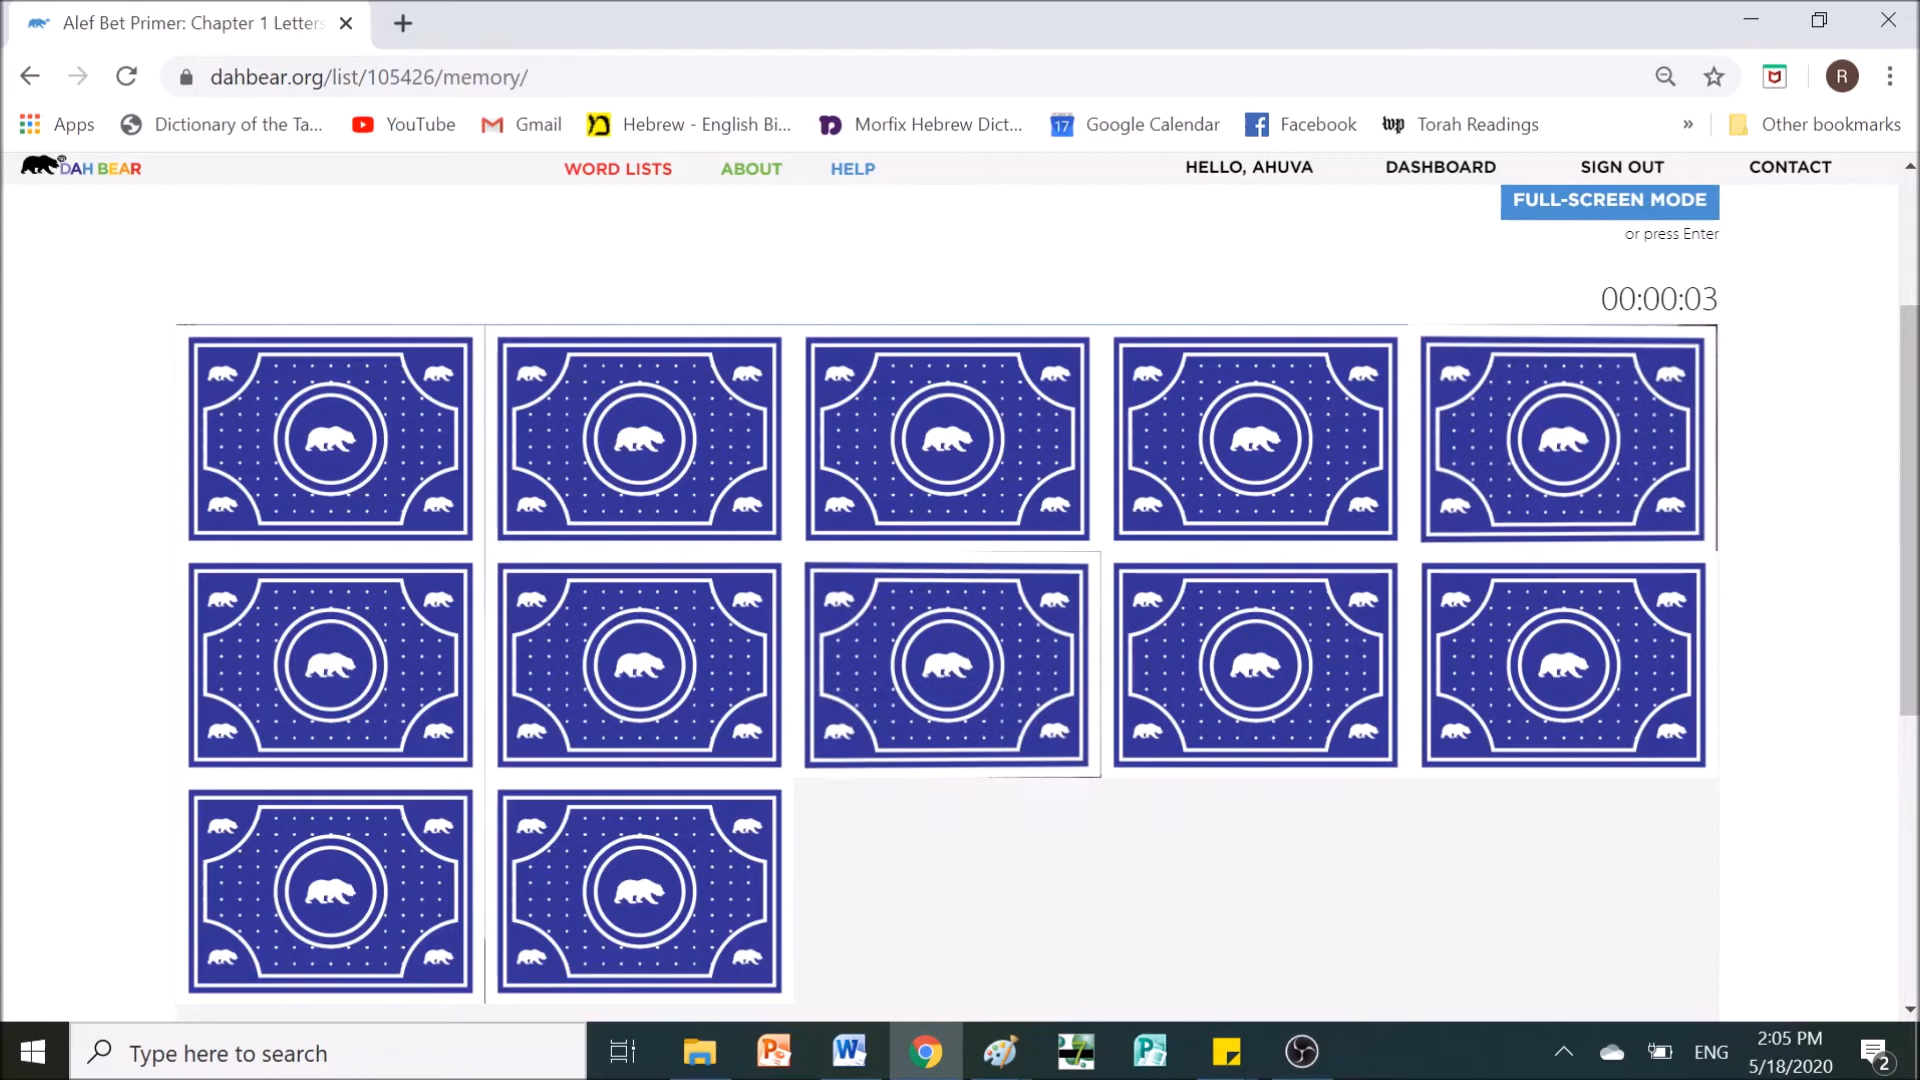 Alef Bet Primer: Chapter 1 Letters
dahbear.org/list/105426/memory/
R
Apps
Dictionary of the Ta...
YouTube
Gmail
Hebrew - English Bi...
Morfix Hebrew Dict...
17
Google Calendar
Facebook
wp
Torah Readings
»
Other bookmarks
DAH BEAR
WORD LISTS
ABOUT
HELP
HELLO, AHUVA
DASHBOARD
SIGN OUT
CONTACT
FULL-SCREEN MODE
or press Enter
00:00:03
Type here to search
ENG
2:05 PM
5/18/2020
2